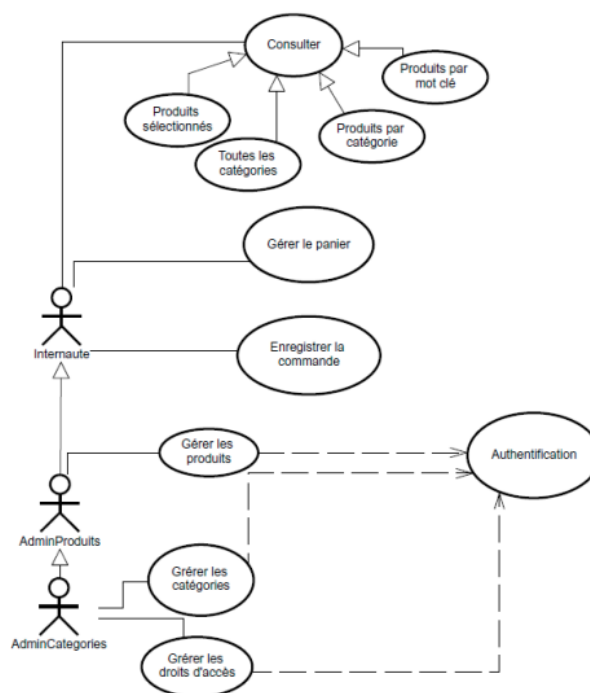 Consulter
Produits par
mot clé
Produits
sélectionnés
Produits par
catégorie
Toutes les
catégories
Gérer le panier
Internaute
Enregistrer la
commande
Gérer les
produits
Authentification
AdminProduits
Grérer les
catégories
AdminCategories
Grérer les
droits d'accès